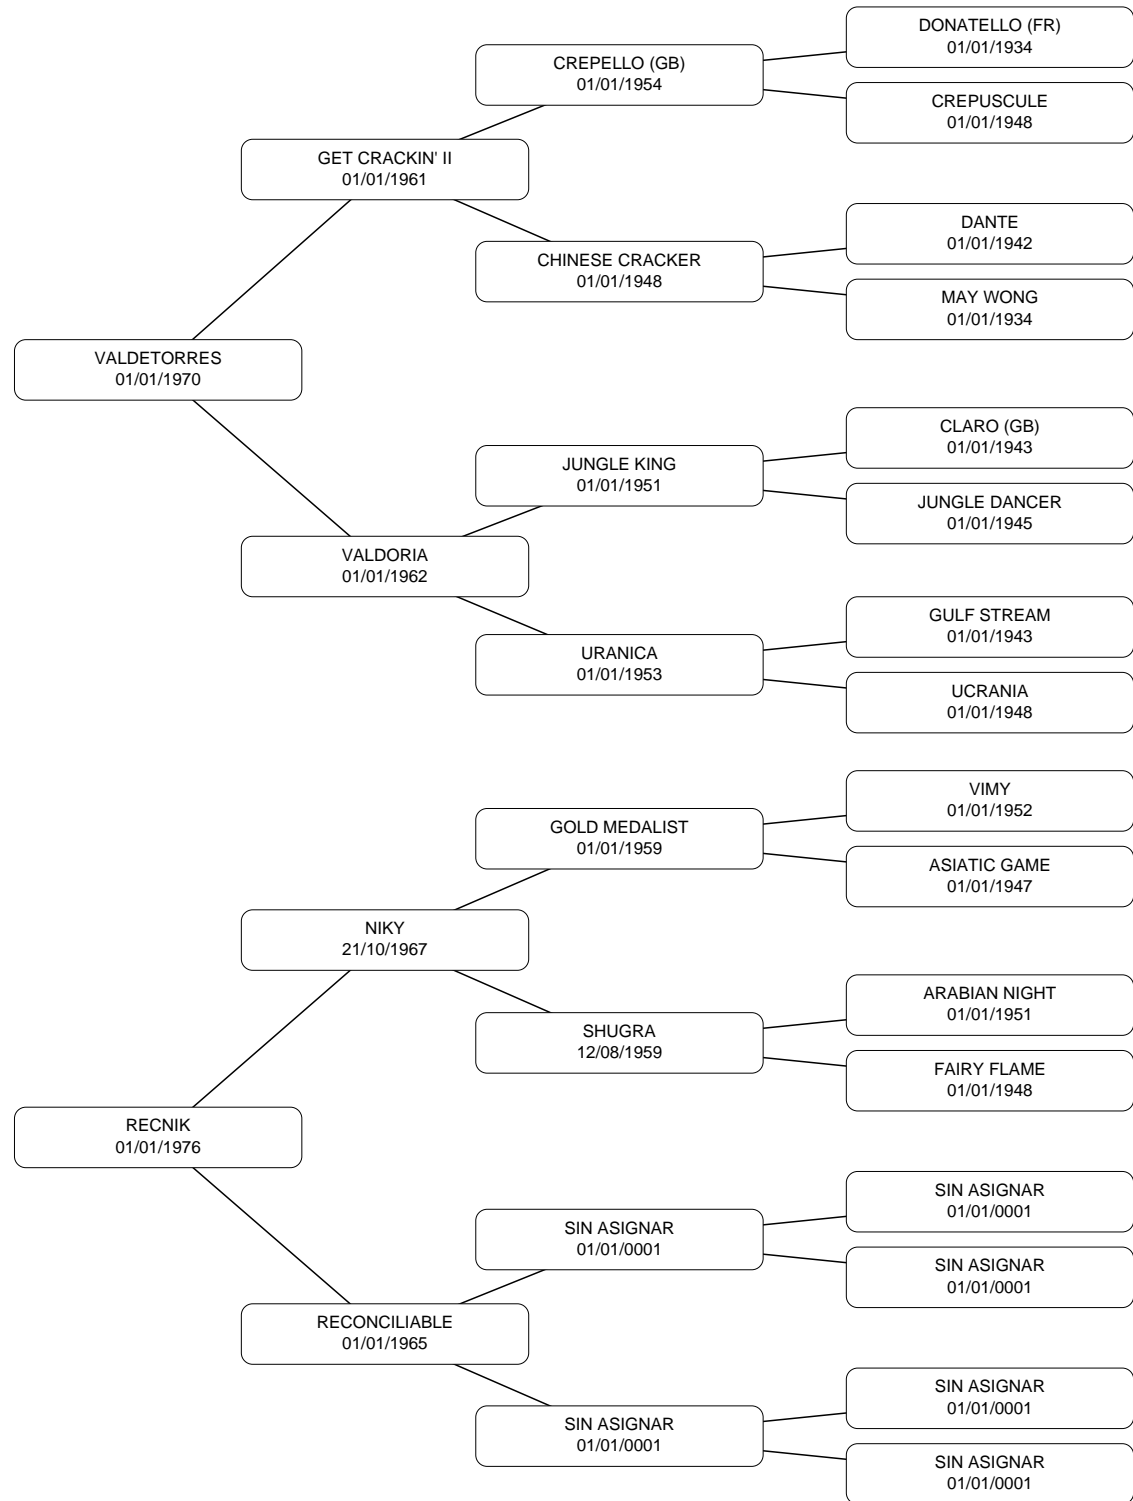 DONATELLO (FR)
01/01/1934
CREPELLO (GB)
01/01/1954
CREPUSCULE
01/01/1948
GET CRACKIN' II
01/01/1961
DANTE
01/01/1942
CHINESE CRACKER
01/01/1948
MAY WONG
01/01/1934
VALDETORRES
01/01/1970
CLARO (GB)
01/01/1943
JUNGLE KING
01/01/1951
JUNGLE DANCER
01/01/1945
VALDORIA
01/01/1962
GULF STREAM
01/01/1943
URANICA
01/01/1953
UCRANIA
01/01/1948
VIMY
01/01/1952
GOLD MEDALIST
01/01/1959
ASIATIC GAME
01/01/1947
NIKY
21/10/1967
ARABIAN NIGHT
01/01/1951
SHUGRA
12/08/1959
FAIRY FLAME
01/01/1948
RECNIK
01/01/1976
SIN ASIGNAR
01/01/0001
SIN ASIGNAR
01/01/0001
SIN ASIGNAR
01/01/0001
RECONCILIABLE
01/01/1965
SIN ASIGNAR
01/01/0001
SIN ASIGNAR
01/01/0001
SIN ASIGNAR
01/01/0001